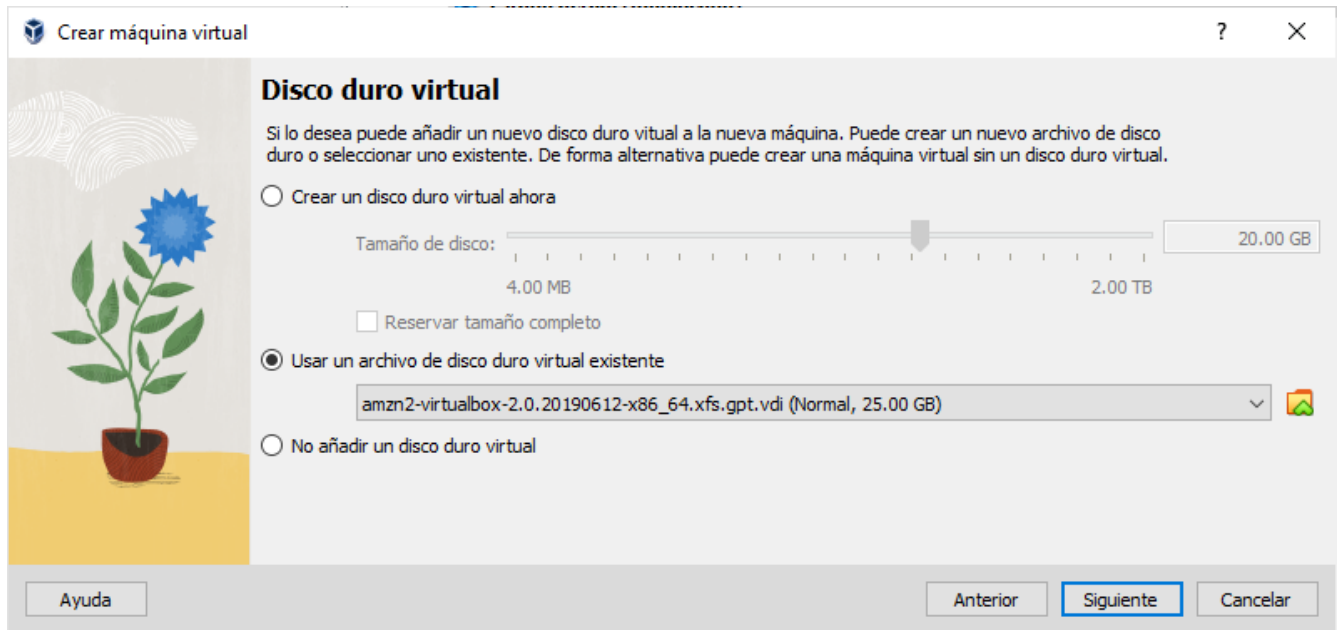 Crear máquina virtual
?
Disco duro virtual
Si lo desea puede añadir un nuevo disco duro vitual a la nueva máquina. Puede crear un nuevo archivo de disco
duro o seleccionar uno existente. De forma alternativa puede crear una máquina virtual sin un disco duro virtual.
Crear un disco duro virtual ahora
Tamaño de disco:
20.00 GB
4.00 MB
2.00 TB
Reservar tamaño completo
Usar un archivo de disco duro virtual existente
amzn2-virtualbox-2.0.20190612-x86_64.xfs.gpt.vdi (Normal, 25.00 GB)
No añadir un disco duro virtual
Ayuda
Anterior
Siguiente
Cancelar